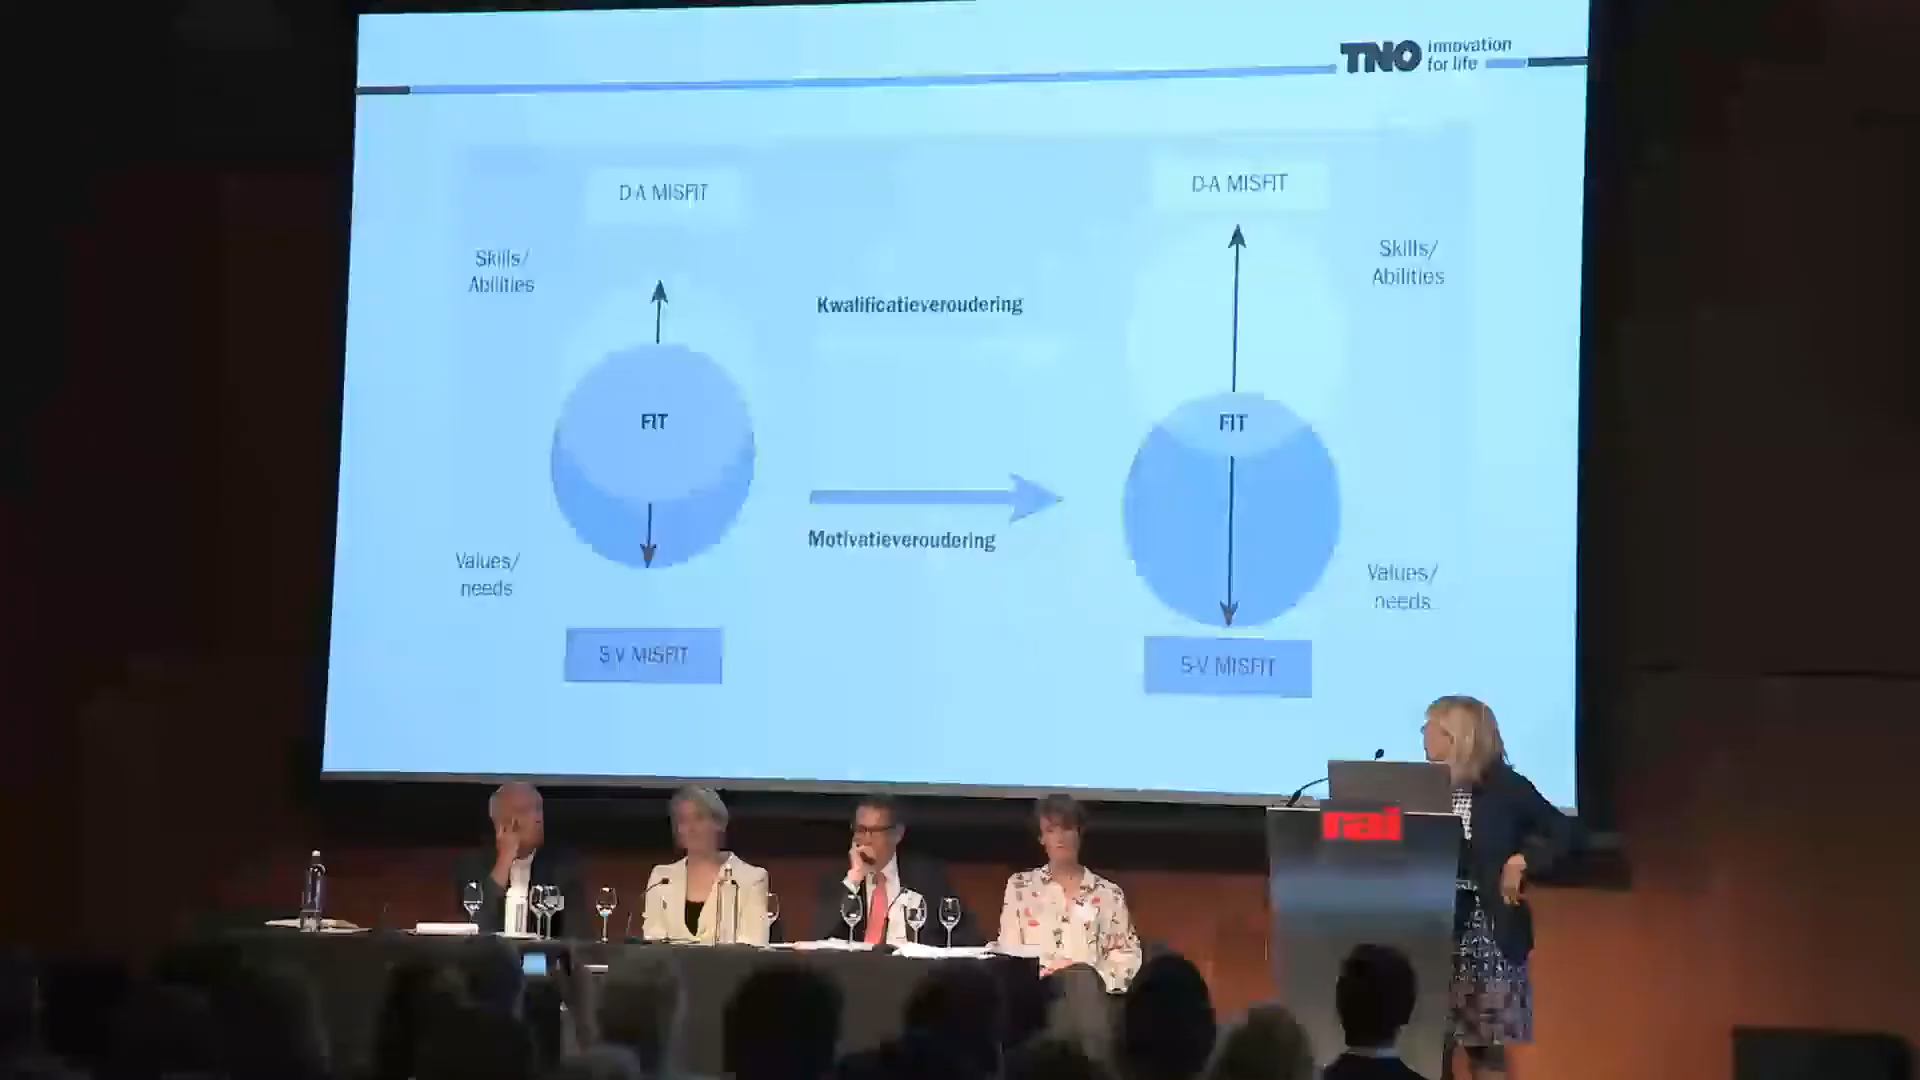 TNO innovation
for life
D-A MISFIT
D-A MISFIT
Skills/
Abilities
Skills/
Abilities
Kwalificatieveroudering
FIT
FIT
Motivatieveroudering
Values/
needs
Values/
needs
S-V MISFIT
S-V MISFIT
rai